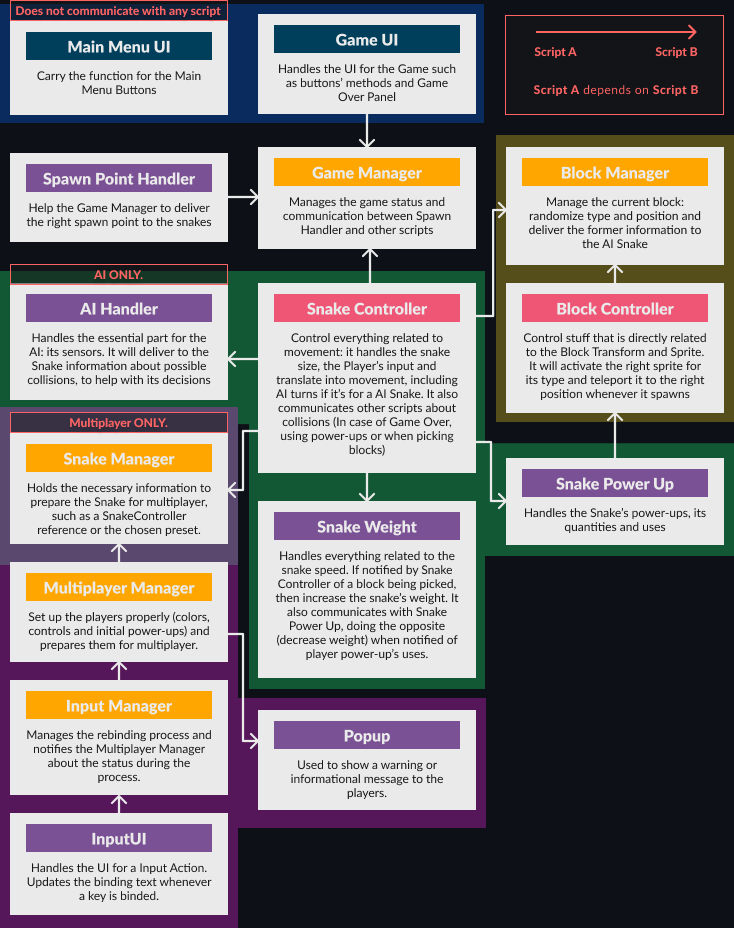 Does not communicate with any script
Main Menu UI
Carry the function for the Main
Menu Buttons
Game UI
Handles the UI for the Game such
as buttons' methods and Game
Over Panel
Script A
Script B
Script A depends on Script B
Spawn Point Handler
Help the Game Manager to deliver
the right spawn point to the snakes
Game Manager
Manages the game status and
communication between Spawn
Handler and other scripts
Block Manager
Manage the current block:
randomize type and position and
deliver the former information to
the AI Snake
AI ONLY.
AI Handler
Handles the essential part for the
AI: its sensors. It will deliver to the
Snake information about possible
collisions, to help with its decisions
Snake Controller
Control everything related to
movement: it handles the snake
size, the Player's input and
translate into movement, including
AI turns if it's for a AI Snake. It also
communicates other scripts about
collisions (In case of Game Over,
using power-ups or when picking
blocks)
Block Controller
Control stuff that is directly related
to the Block Transform and Sprite.
It will activate the right sprite for
its type and teleport it to the right
position whenever it spawns
Multiplayer ONLY.
Snake Manager
Holds the necessary information to
prepare the Snake for multiplayer,
such as a SnakeController
reference or the chosen preset.
Snake Power Up
Handles the Snake's power-ups, its
quantities and uses
Snake Weight
Handles everything related to the
snake speed. If notified by Snake
Controller of a block being picked,
then increase the snake's weight. It
also communicates with Snake
Power Up, doing the opposite
(decrease weight) when notified of
player power-up's uses.
Multiplayer Manager
Set up the players properly (colors,
controls and initial power-ups) and
prepares them for multiplayer.
Input Manager
Manages the rebinding process and
notifies the Multiplayer Manager
about the status during the
process.
Popup
Used to show a warning or
informational message to the
players.
InputUI
Handles the UI for a Input Action.
Updates the binding text whenever
a key is binded.